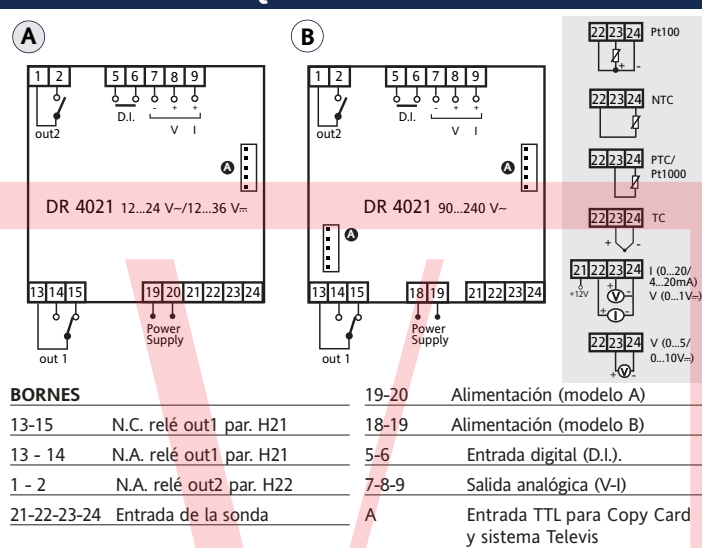 A
B
1 2
5 6 7 8 9
out2
D.I.
- + +
V I
A
DR 4021 12...24 V~/12...36 V⎓
13 14 15
19 20 21 22 23 24
out 1
Power
Supply
1 2
5 6 7 8 9
out2
D.I.
- + +
V I
A
DR 4021 90...240 V~
A
13 14 15
18 19
21 22 23 24
out 1
Power
Supply
22 23 24 Pt100
+ -
22 23 24 NTC
22 23 24 PTC/
Pt1000
22 23 24 TC
+ -
21 22 23 24 I (0...20/
4...20mA)
+12V
V (0...1V⎓)
+ V -
+ I -
22 23 24 V (0...5/
0...10V⎓)
+ V -
BORNES
13-15 N.C. relé out1 par. H21
13 - 14 N.A. relé out1 par. H21
1 - 2 N.A. relé out2 par. H22
21-22-23-24 Entrada de la sonda
19-20 Alimentación (modelo A)
18-19 Alimentación (modelo B)
5-6 Entrada digital (D.I.).
7-8-9 Salida analógica (V-I)
A Entrada TTL para Copy Card
y sistema Televis